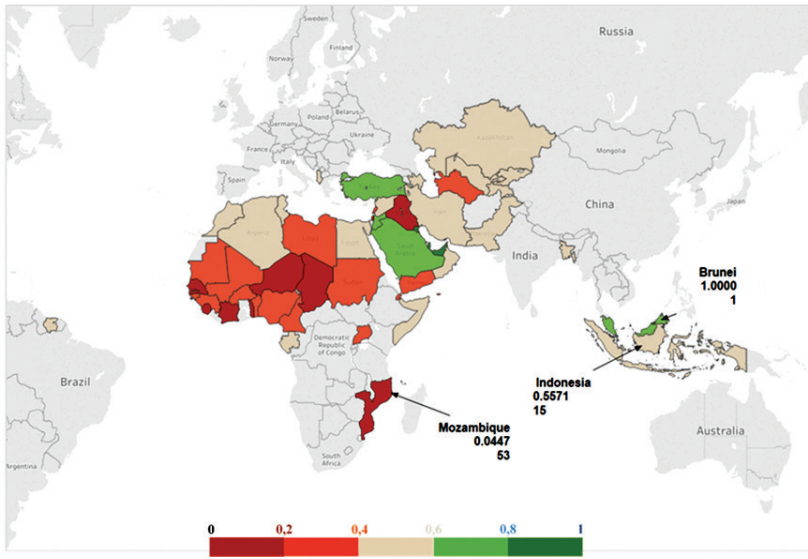 Sweden
Russia
Finland
Norway
Belarus
Poland
Germany
Ukraine
Kazakhstan
France
Mongolia
Italy
Spain
Japan
China
Iran
Algeria
Libya
Egypt
Saudi
Arabia
India
Sudan
Brunei
1.0000
1
Democratic
Republic
of Congo
Brazil
Indonesia
0.5571
15
Mozambique
0.0447
53
Australia
South
Africa
Argentina
0 0,2 0,4 0,6 0,8 1